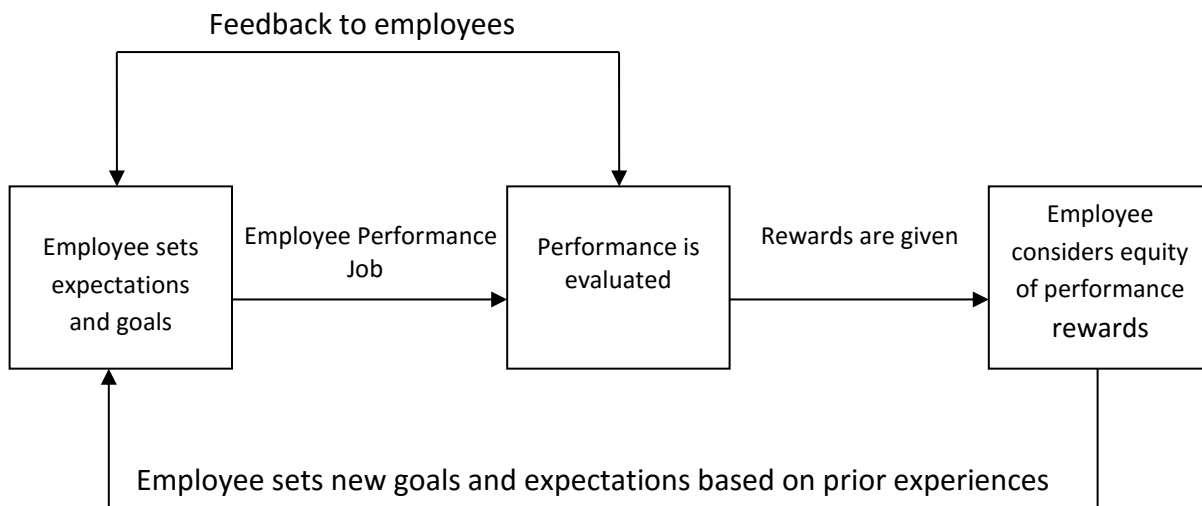 Feedback to employees
Employee sets
expectations
and goals
Employee Performance
Job
Performance is
evaluated
Rewards are given
Employee
considers equity
of performance
rewards
Employee sets new goals and expectations based on prior experiences